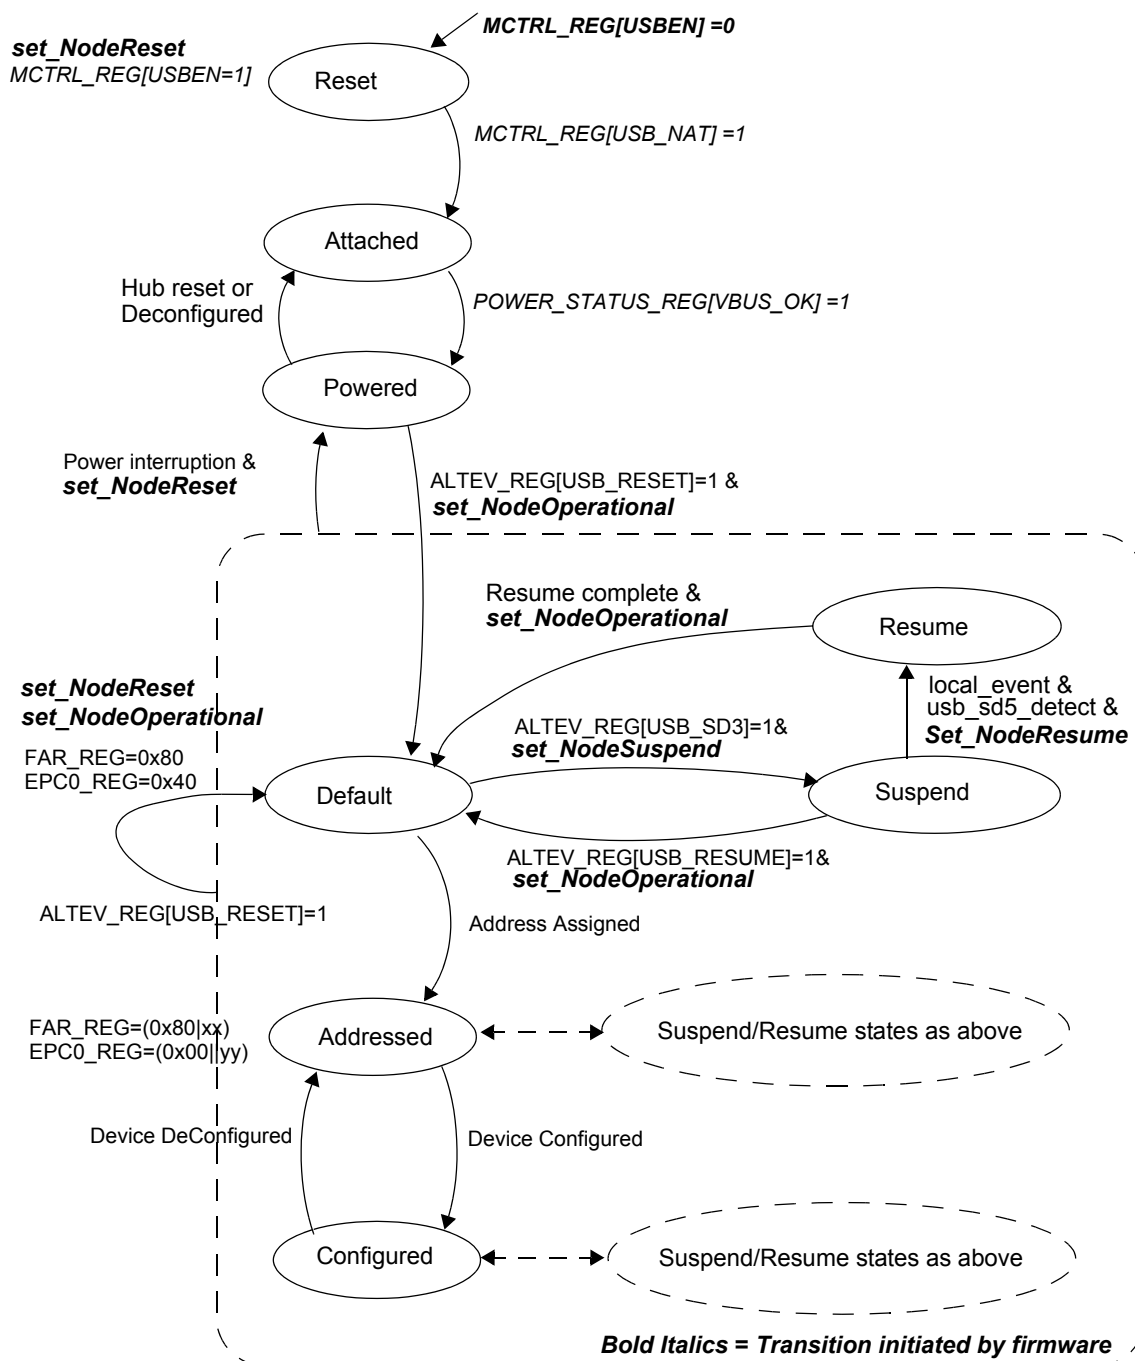 MCTRL_REG[USBEN] =0
set_NodeReset
MCTRL_REG[USBEN=1]
Reset
MCTRL_REG[USB_NAT] =1
Attached
Hub reset or
Deconfigured
POWER_STATUS_REG[VBUS_OK] =1
Powered
Power interruption &
set_NodeReset
ALTEV_REG[USB_RESET]=1 &
set_NodeOperational
Resume complete &
set_NodeOperational
Resume
local_event &
usb_sd5_detect &
Set_NodeResume
set_NodeReset
set_NodeOperational
FAR_REG=0x80
EPC0_REG=0x40
ALTEV_REG[USB_SD3]=1&
set_NodeSuspend
Default
Suspend
ALTEV_REG[USB_RESUME]=1&
set_NodeOperational
ALTEV_REG[USB_RESET]=1
Address Assigned
FAR_REG=(0x80|xx)
EPC0_REG=(0x00|yy)
Addressed
Suspend/Resume states as above
Device DeConfigured
Device Configured
Configured
Suspend/Resume states as above
Bold Italics = Transition initiated by firmware